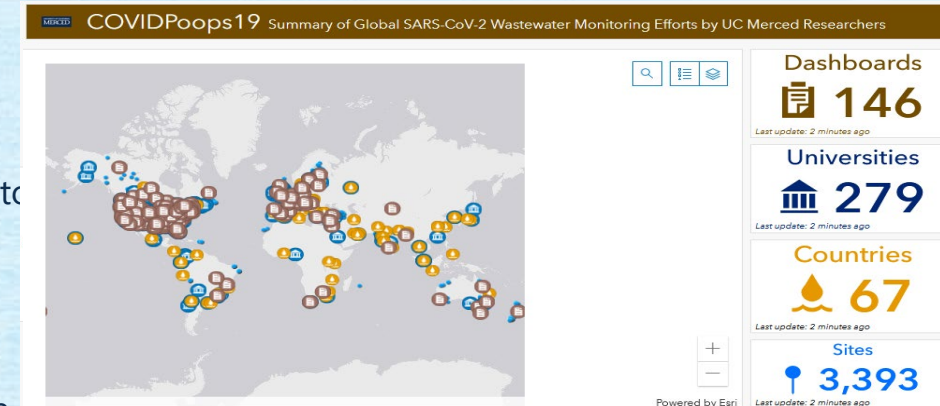 MERCED COVIDPoops19 Summary of Global SARS-CoV-2 Wastewater Monitoring Efforts by UC Merced Researchers
Dashboards
146
Last update: 2 minutes ago
Universities
279
Last update: 2 minutes ago
Countries
67
Last update: 2 minutes ago
Sites
3,393
Last update: 2 minutes ago
Powered by Esri